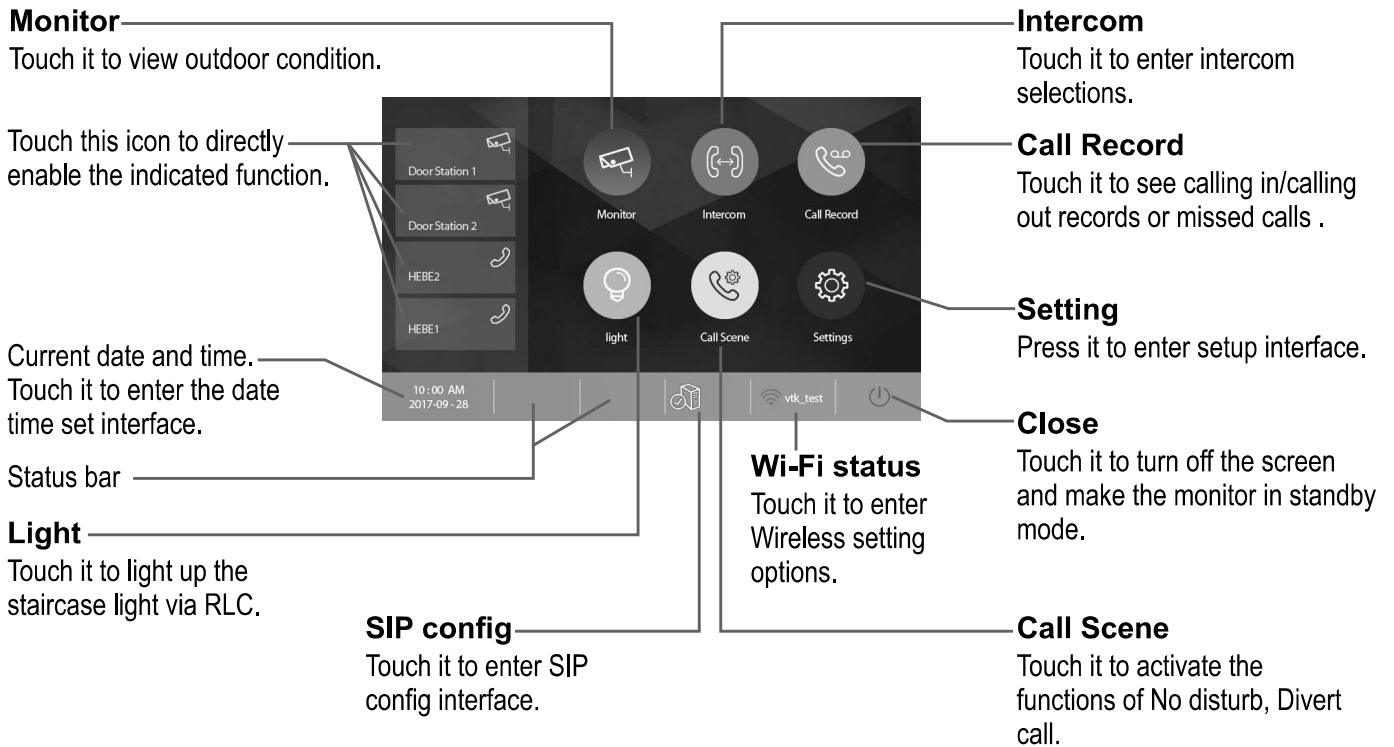 Monitor
Touch it to view outdoor condition.
Touch this icon to directly
enable the indicated function.
Current date and time.
Touch it to enter the date
time set interface.
Status bar
Light
Touch it to light up the
staircase light via RLC.
Door Station 1
Door Station 2
HEBE2
HEBE1
Monitor
Intercom
Call Record
light
Call Scene
Settings
10 : 00 AM
2017-09 - 28
vtk_test
SIP config
Touch it to enter SIP
config interface.
Wi-Fi status
Touch it to enter
Wireless setting
options.
Intercom
Touch it to enter intercom
selections.
Call Record
Touch it to see calling in/calling
out records or missed calls .
Setting
Press it to enter setup interface.
Close
Touch it to turn off the screen
and make the monitor in standby
mode.
Call Scene
Touch it to activate the
functions of No disturb, Divert
call.